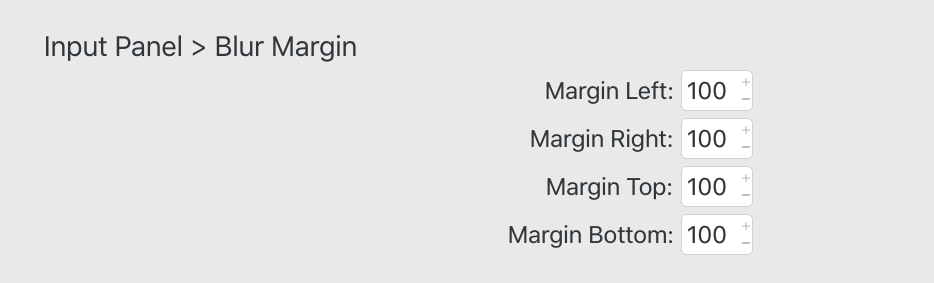 Input Panel > Blur Margin
Margin Left: 100
Margin Right: 100
Margin Top: 100
Margin Bottom: 100